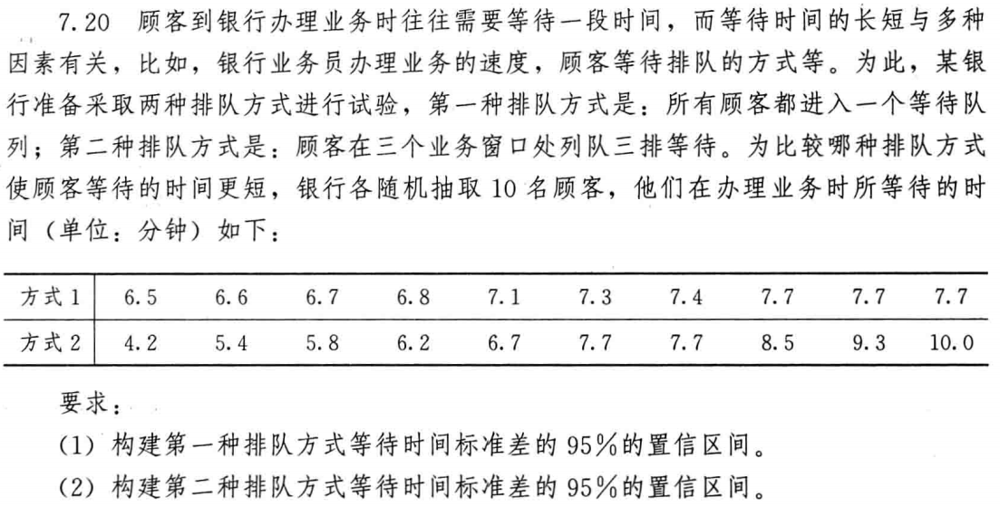 7.20 顾客到银行办理业务时往往需要等待一段时间，而等待时间的长短与多种
因素有关，比如，银行业务员办理业务的速度，顾客等待排队的方式等。为此，某银
行准备采取两种排队方式进行试验，第一种排队方式是：所有顾客都进入一个等待队
列；第二种排队方式是：顾客在三个业务窗口处列队三排等待。为比较哪种排队方式
使顾客等待的时间更短，银行各随机抽取 10 名顾客，他们在办理业务时所等待的时
间（单位：分钟）如下：
方式 1 6.5 6.6 6.7 6.8 7.1 7.3 7.4 7.7 7.7 7.7
方式 2 4.2 5.4 5.8 6.2 6.7 7.7 7.7 8.5 9.3 10.0
要求：
（1）构建第一种排队方式等待时间标准差的 95%的置信区间。
（2）构建第二种排队方式等待时间标准差的 95%的置信区间。